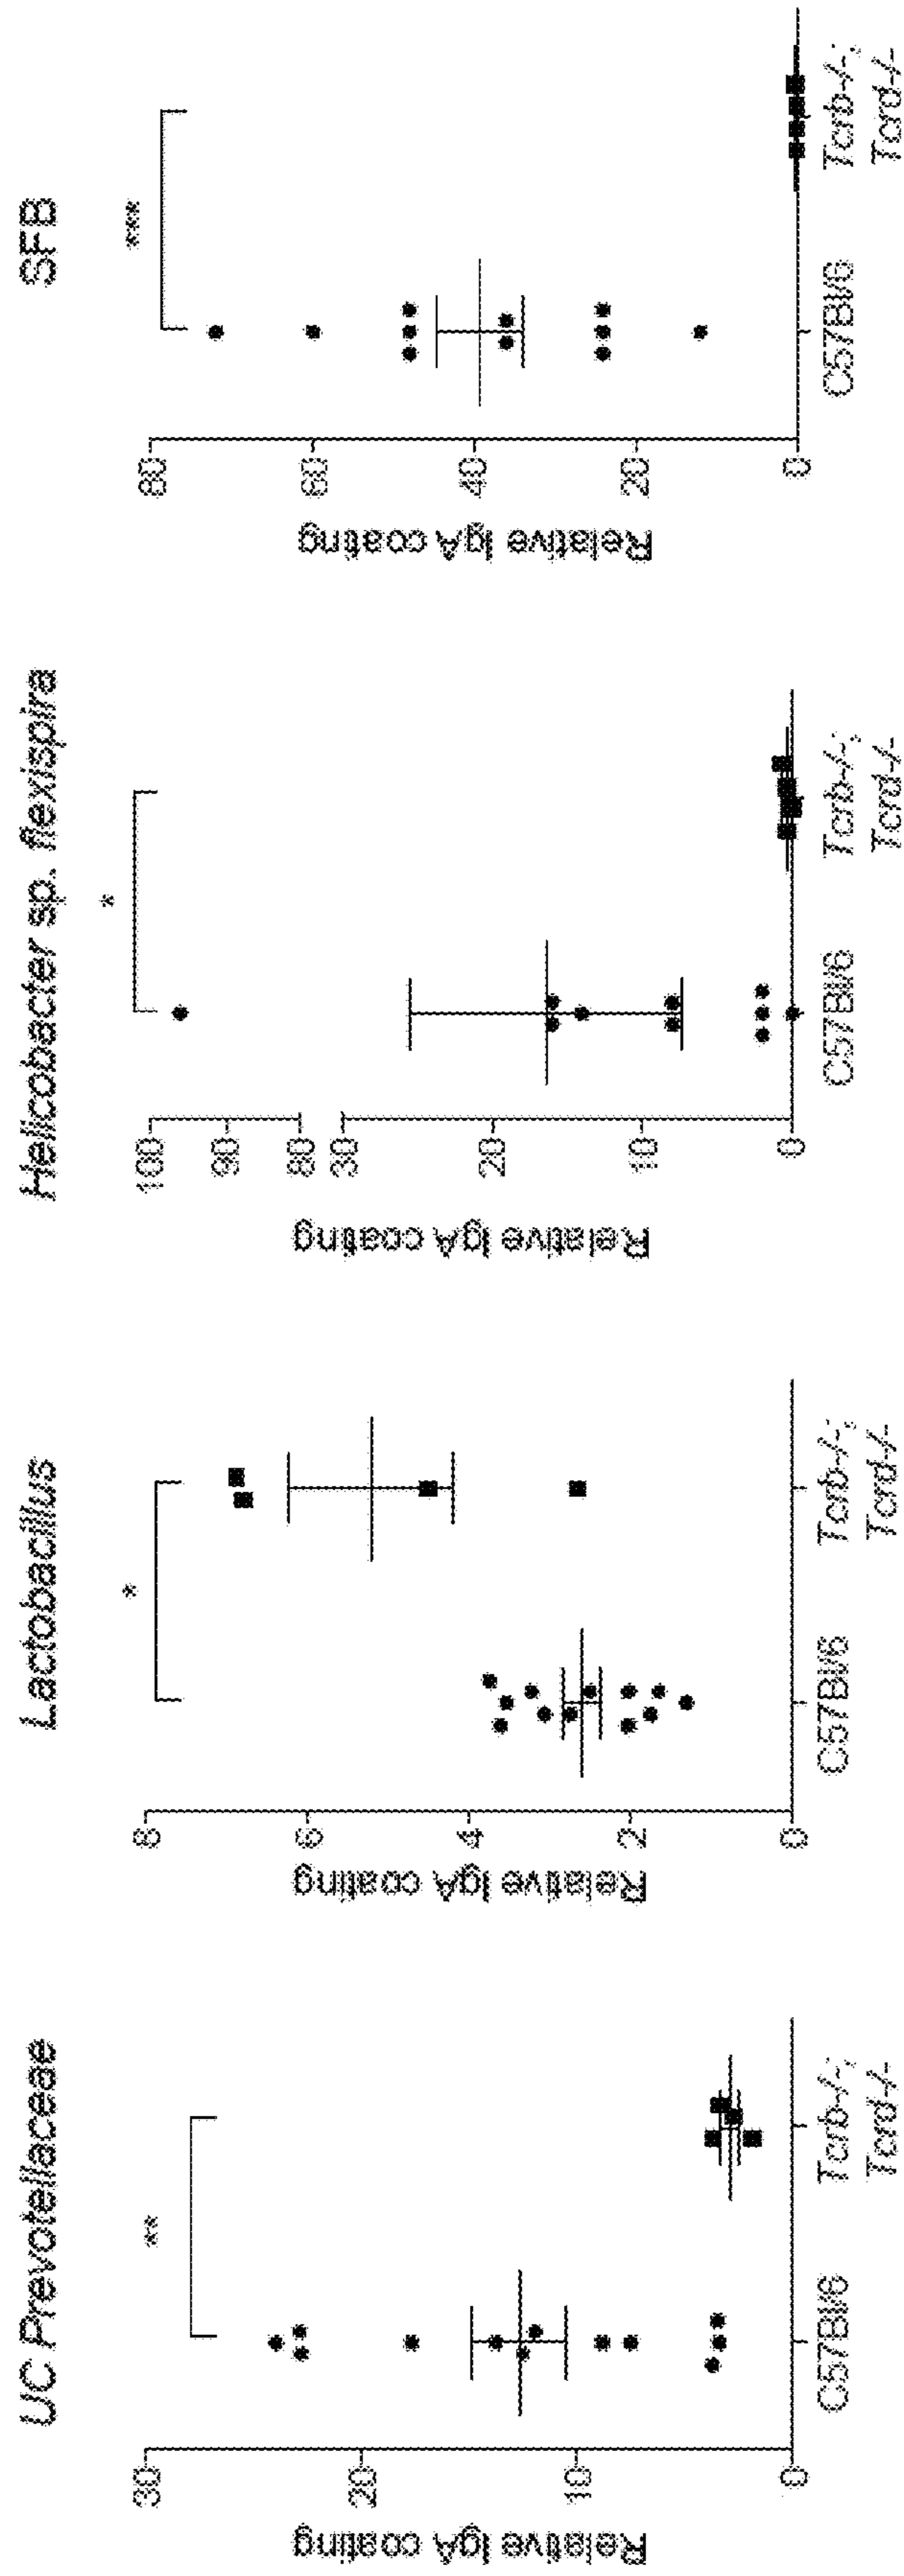 UC Prevotellaceae
**
Relative IgA coating
30
20
10
0
C57Bl/6
Tcrb-/-;
Tcrd-/-
Lactobacillus
*
Relative IgA coating
8
6
4
2
0
C57Bl/6
Tcrb-/-;
Tcrd-/-
Helicobacter sp. flexispira
*
Relative IgA coating
100
90
80
30
20
10
0
C57Bl/6
Tcrb-/-;
Tcrd-/-
SFB
***
Relative IgA coating
80
60
40
20
0
C57Bl/6
Tcrb-/-;
Tcrd-/-